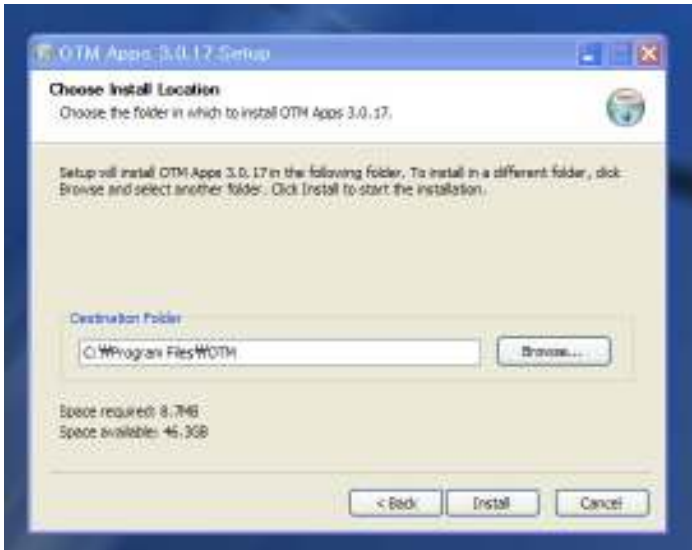 OTM Apps 3.0.17 Setup
Choose Install Location
Choose the folder in which to install OTM Apps 3.0.17.
Setup will install OTM Apps 3.0.17 in the following folder. To install in a different folder, click
Browse and select another folder. Click Install to start the installation.
Destination Folder
C:₩Program Files₩OTM
Browse...
Space required: 8.7MB
Space available: 46.3GB
< Back
Install
Cancel